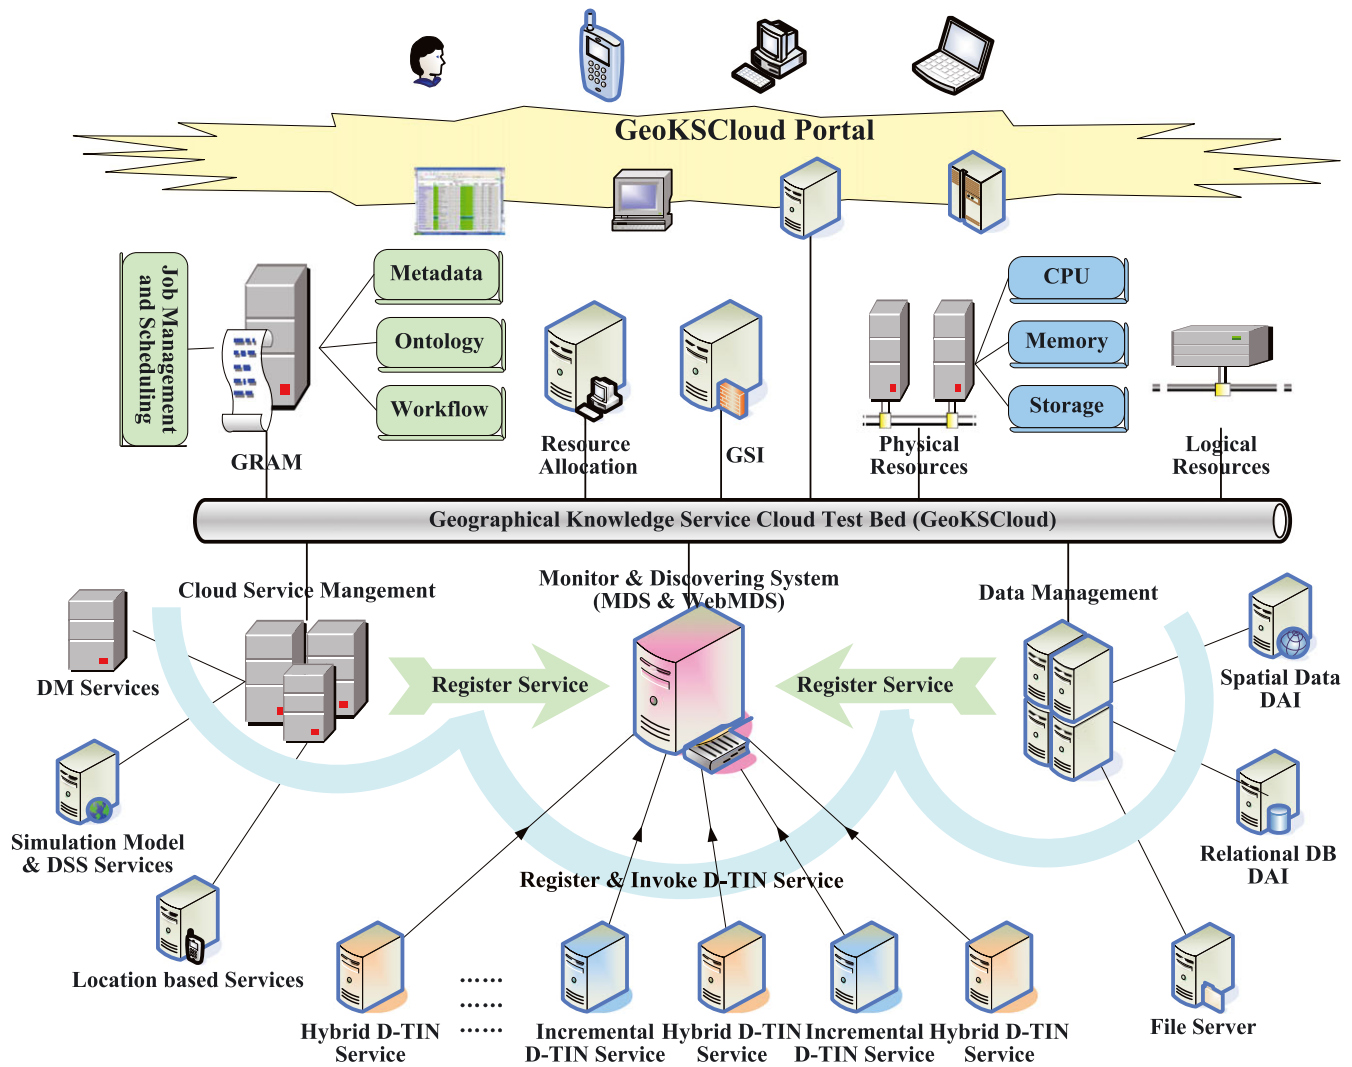 GeoKSCloud Portal
Job Management
and Scheduling
Metadata
Ontology
Workflow
GRAM
Resource
Allocation
GSI
Physical
Resources
CPU
Memory
Storage
Logical
Resources
Geographical Knowledge Service Cloud Test Bed (GeoKSCloud)
Cloud Service Mangement
Monitor & Discovering System
(MDS & WebMDS)
Data Management
DM Services
Register Service
Register Service
Spatial Data
DAI
Simulation Model
& DSS Services
Relational DB
DAI
Register & Invoke D-TIN Service
Location based Services
Hybrid D-TIN
Service
......
......
......
Incremental
D-TIN Service
Hybrid D-TIN
Service
Incremental
D-TIN Service
Hybrid D-TIN
Service
File Server